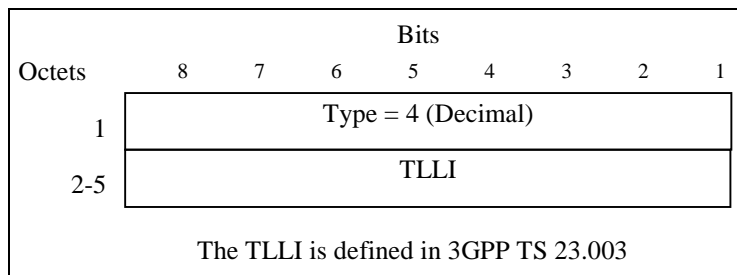 Bits
Octets 8 7 6 5 4 3 2 1
1 Type = 4 (Decimal)
2-5 TLLI
The TLLI is defined in 3GPP TS 23.003